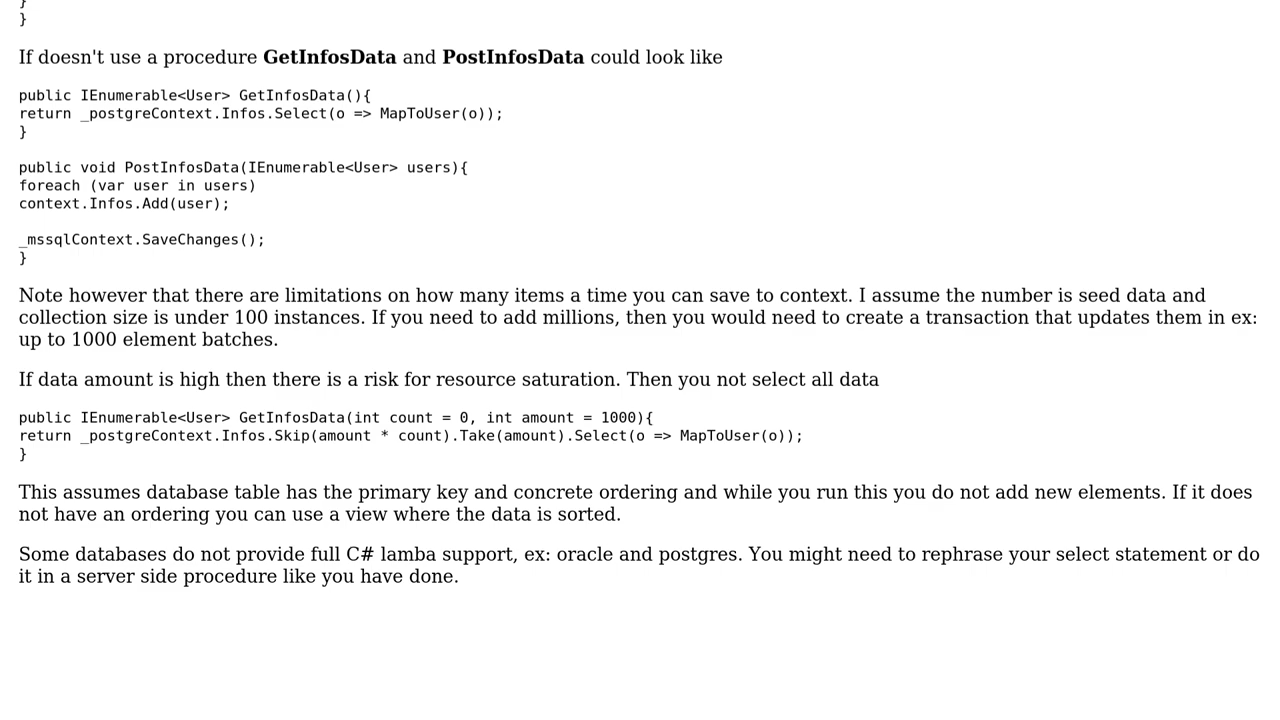 }
}
If doesn't use a procedure GetInfosData and PostInfosData could look like
public IEnumerable<User> GetInfosData(){
return _postgreContext.Infos.Select(o => MapToUser(o));
}
public void PostInfosData(IEnumerable<User> users){
foreach (var user in users)
context.Infos.Add(user);
_mssqlContext.SaveChanges();
}
Note however that there are limitations on how many items a time you can save to context. I assume the number is seed data and
collection size is under 100 instances. If you need to add millions, then you would need to create a transaction that updates them in ex:
up to 1000 element batches.
If data amount is high then there is a risk for resource saturation. Then you not select all data
public IEnumerable<User> GetInfosData(int count = 0, int amount = 1000){
return _postgreContext.Infos.Skip(amount * count).Take(amount).Select(o => MapToUser(o));
}
This assumes database table has the primary key and concrete ordering and while you run this you do not add new elements. If it does
not have an ordering you can use a view where the data is sorted.
Some databases do not provide full C# lamba support, ex: oracle and postgres. You might need to rephrase your select statement or do
it in a server side procedure like you have done.